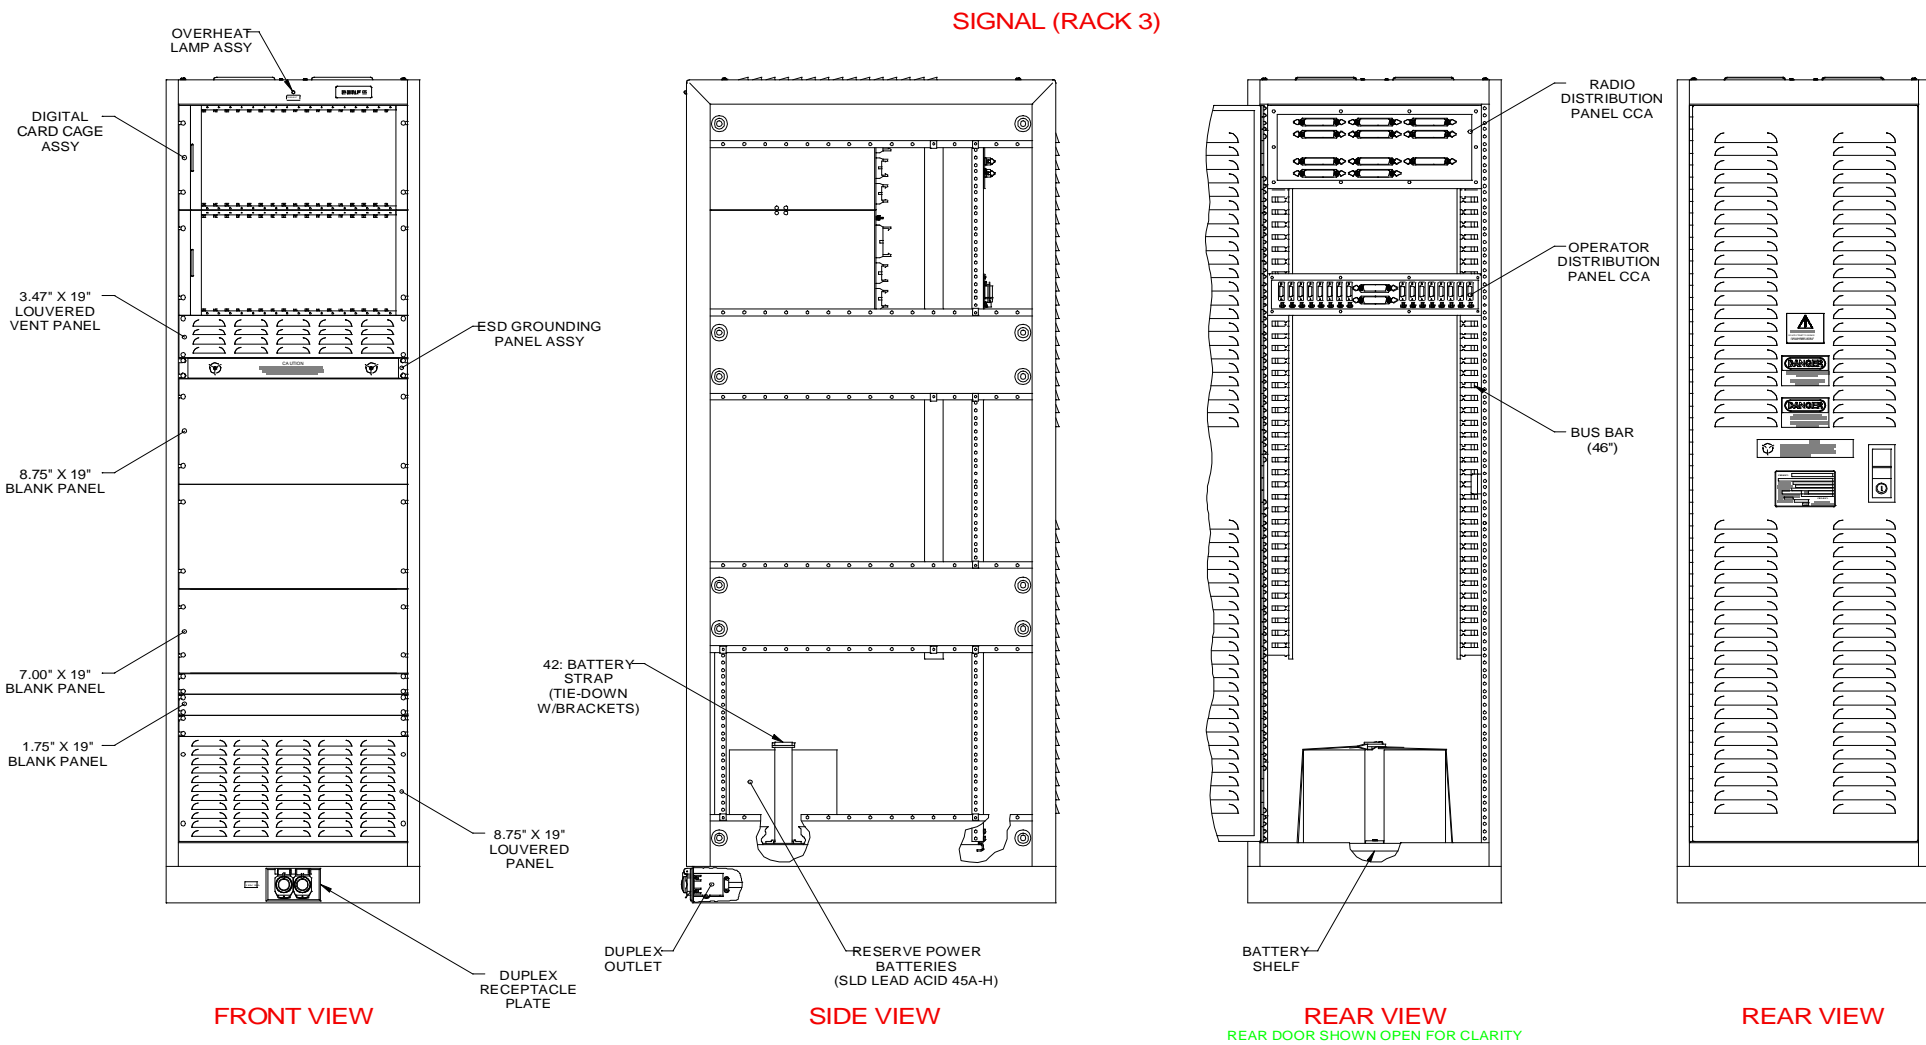 SIGNAL (RACK 3)
OVERHEAT
LAMP ASSY
DIGITAL
CARD CAGE
ASSY
3.47" X 19"
LOUVERED
VENT PANEL
ESD GROUNDING
PANEL ASSY
CAUTION
8.75" X 19"
BLANK PANEL
7.00" X 19"
BLANK PANEL
1.75" X 19"
BLANK PANEL
8.75" X 19"
LOUVERED
PANEL
DUPLEX
RECEPTACLE
PLATE
FRONT VIEW
42: BATTERY
STRAP
(TIE-DOWN
W/BRACKETS)
DUPLEX
OUTLET
RESERVE POWER
BATTERIES
(SLD LEAD ACID 45A-H)
SIDE VIEW
RADIO
DISTRIBUTION
PANEL CCA
OPERATOR
DISTRIBUTION
PANEL CCA
BUS BAR
(46")
BATTERY
SHELF
REAR VIEW
REAR DOOR SHOWN OPEN FOR CLARITY
DANGER
DANGER
REAR VIEW